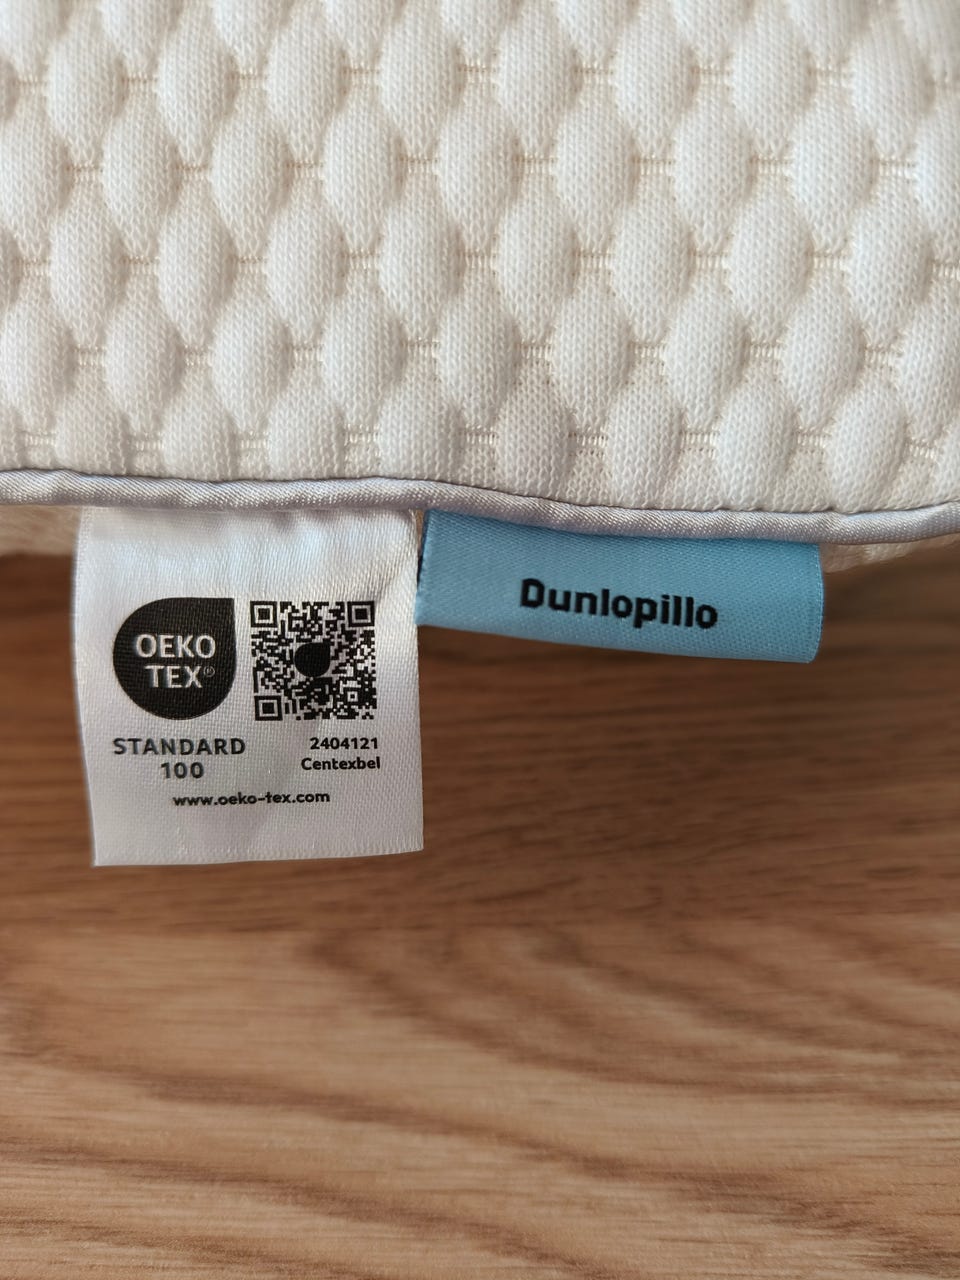 OEKO
TEX®
STANDARD
100
2404121
Centexbel
www.oeko-tex.com
Dunlopillo